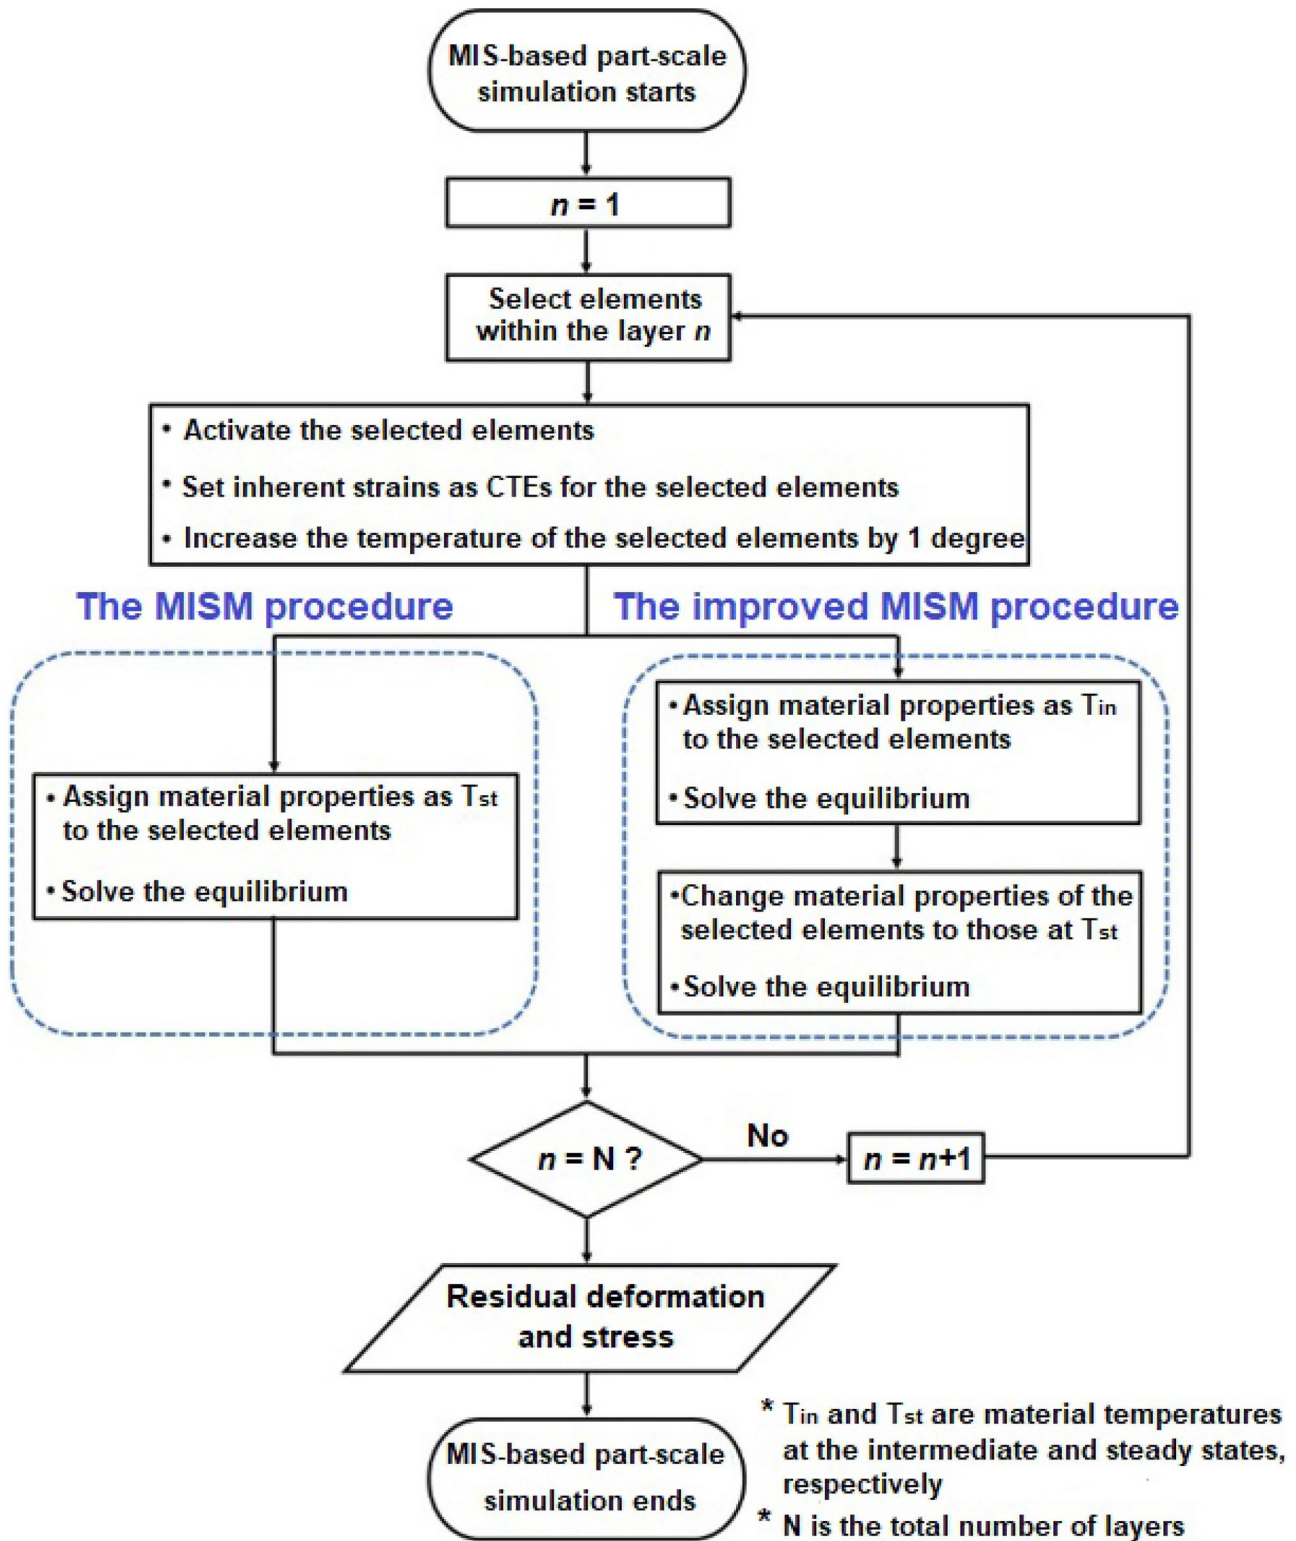 MIS-based part-scale
simulation starts
n = 1
Select elements
within the layer n
• Activate the selected elements
• Set inherent strains as CTEs for the selected elements
• Increase the temperature of the selected elements by 1 degree
The MISM procedure
The improved MISM procedure
• Assign material properties as Tst
to the selected elements
• Solve the equilibrium
• Assign material properties as Tin
to the selected elements
• Solve the equilibrium
• Change material properties of the
selected elements to those at Tst
• Solve the equilibrium
n = N ?
No
n = n+1
Residual deformation
and stress
MIS-based part-scale
simulation ends
* Tin and Tst are material temperatures
at the intermediate and steady states,
respectively
* N is the total number of layers